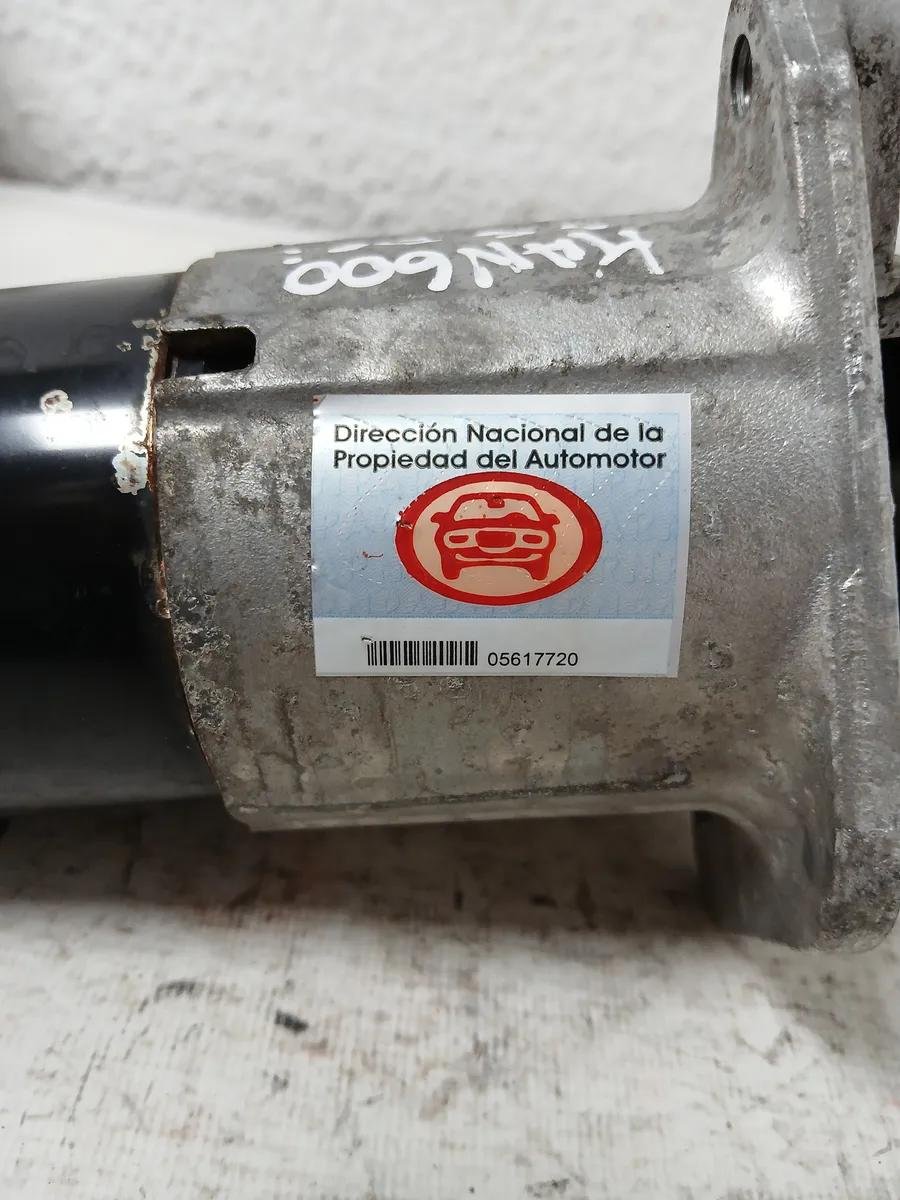 KAN600
Dirección Nacional de la
Propiedad del Automotor
05617720